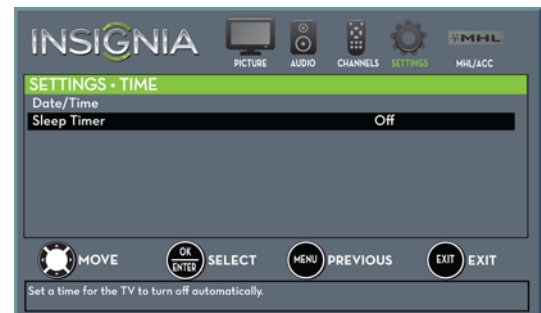 INSIGNIA
PICTURE AUDIO CHANNELS SETTINGS MHL MHL/ACC
SETTINGS • TIME
Date/Time
Sleep Timer Off
MOVE OK ENTER SELECT MENU PREVIOUS EXIT EXIT
Set a time for the TV to turn off automatically.